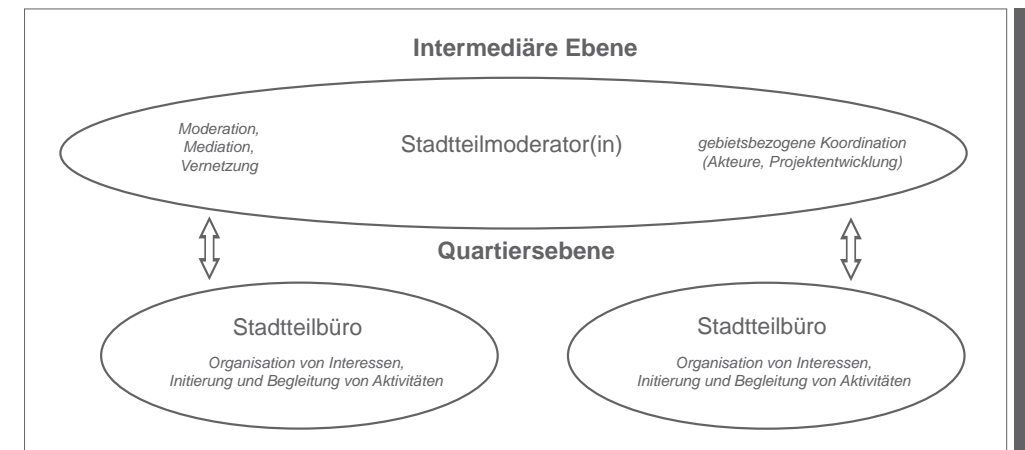 Intermediäre Ebene
Moderation,
Mediation,
Vernetzung
Stadtteilmoderator(in)
gebietsbezogene Koordination
(Akteure, Projektentwicklung)
Quartiersebene
Stadtteilbüro
Organisation von Interessen,
Initierung und Begleitung von Aktivitäten
Stadtteilbüro
Organisation von Interessen,
Initierung und Begleitung von Aktivitäten